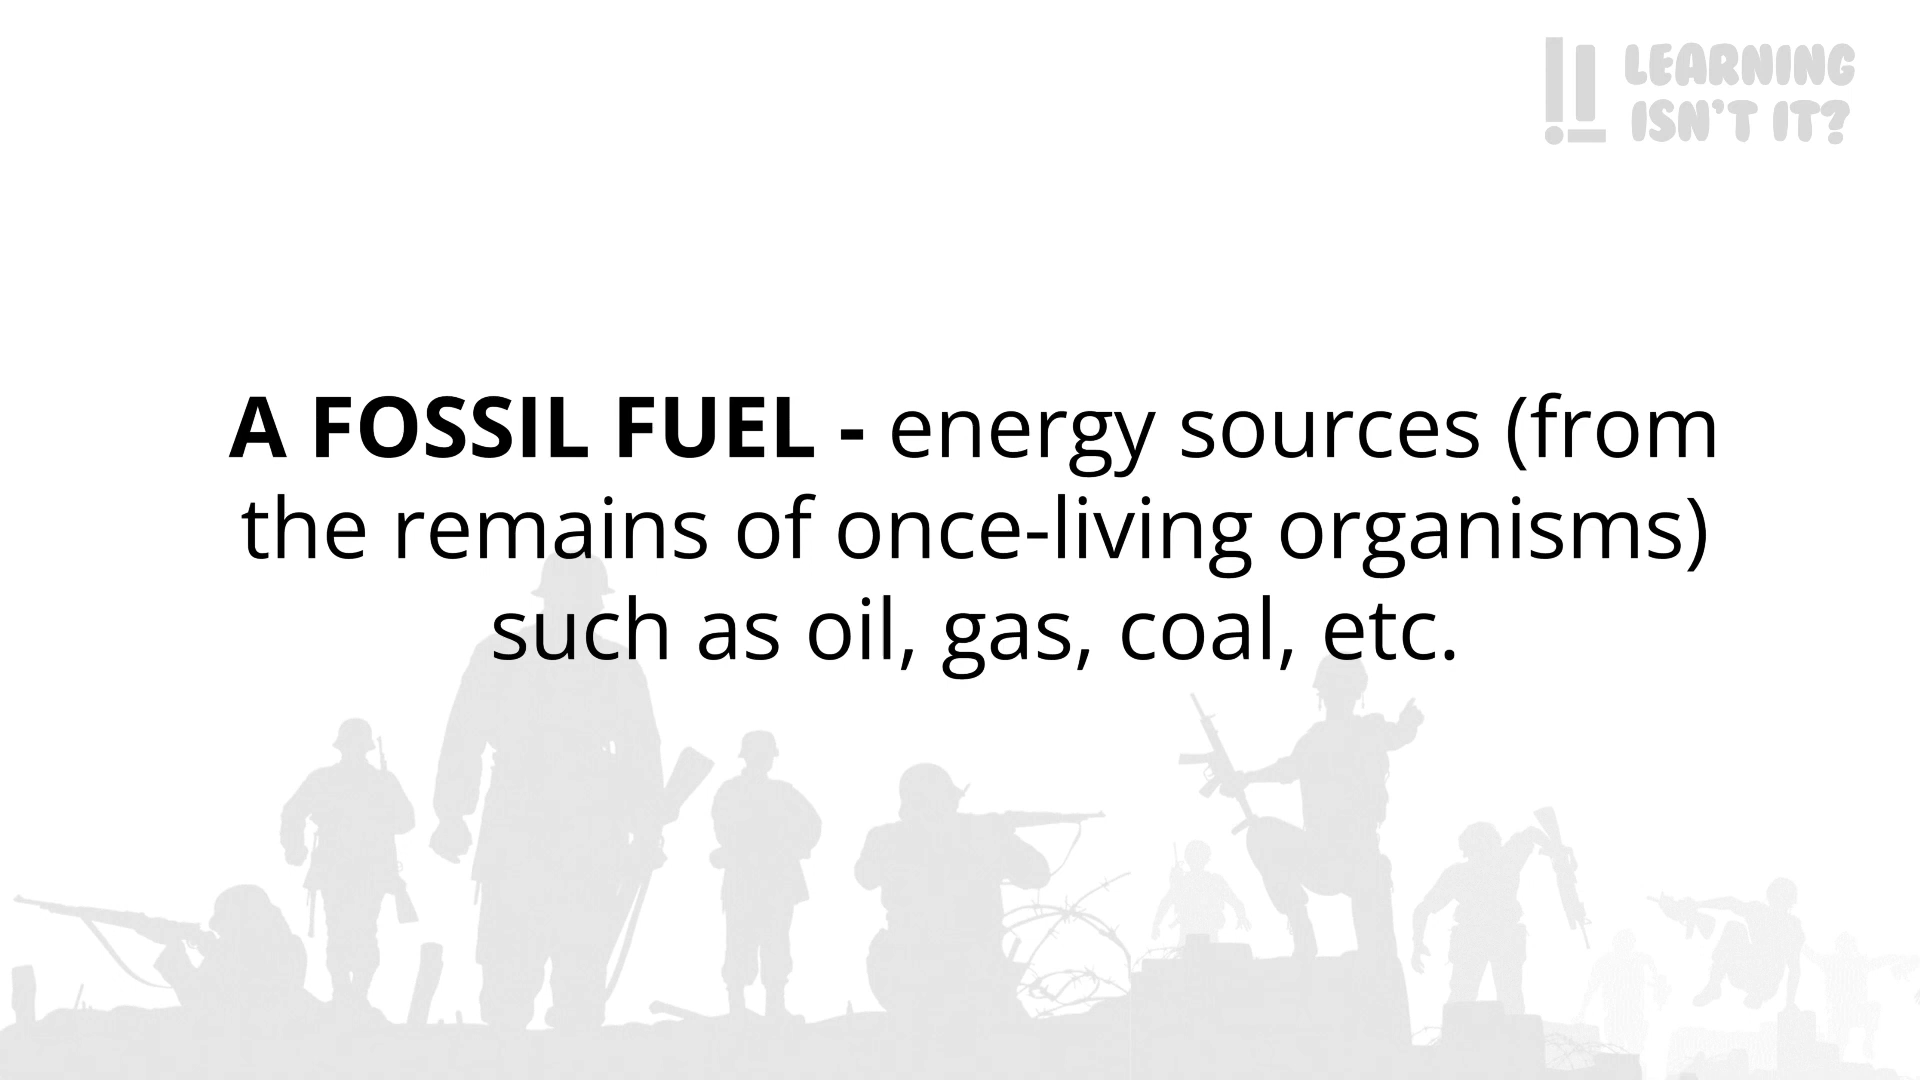 LEARNING
ISN'T IT?
A FOSSIL FUEL - energy sources (from
the remains of once-living organisms)
such as oil, gas, coal, etc.